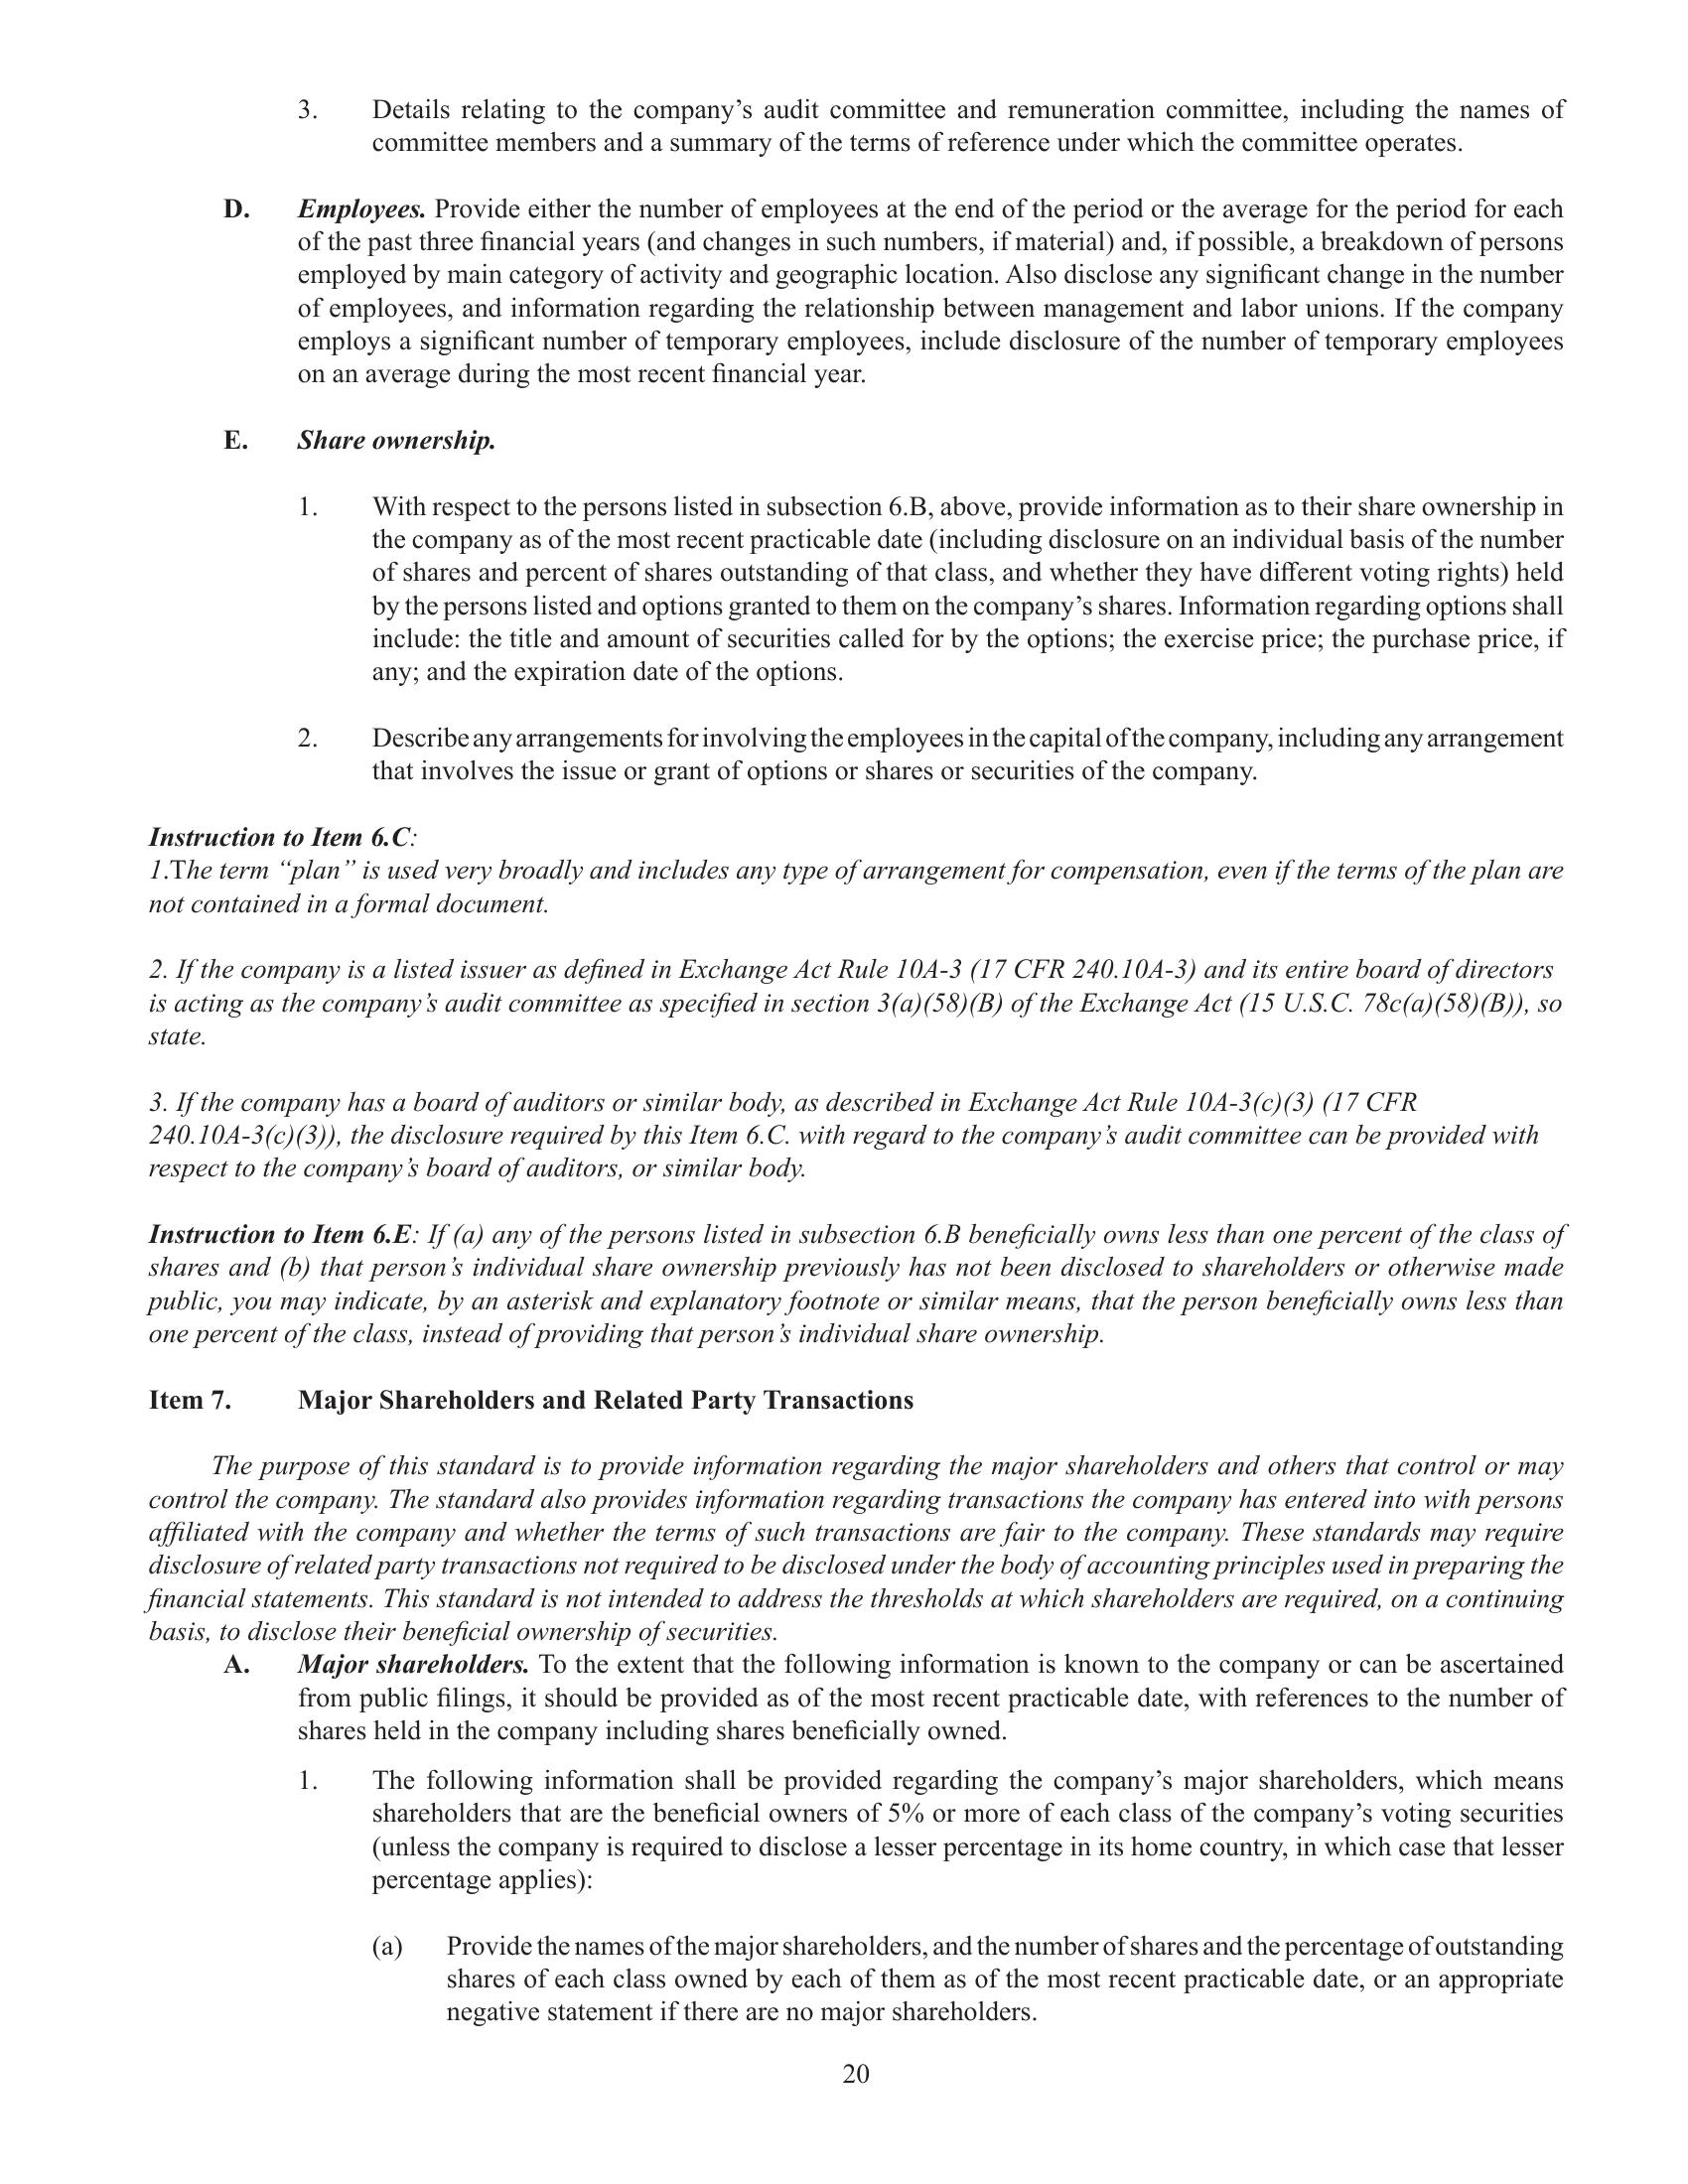 3. Details relating to the company’s audit committee and remuneration committee, including the names of
committee members and a summary of the terms of reference under which the committee operates.
D. Employees. Provide either the number of employees at the end of the period or the average for the period for each
of the past three financial years (and changes in such numbers, if material) and, if possible, a breakdown of persons
employed by main category of activity and geographic location. Also disclose any significant change in the number
of employees, and information regarding the relationship between management and labor unions. If the company
employs a significant number of temporary employees, include disclosure of the number of temporary employees
on an average during the most recent financial year.
E. Share ownership.
1. With respect to the persons listed in subsection 6.B, above, provide information as to their share ownership in
the company as of the most recent practicable date (including disclosure on an individual basis of the number
of shares and percent of shares outstanding of that class, and whether they have different voting rights) held
by the persons listed and options granted to them on the company’s shares. Information regarding options shall
include: the title and amount of securities called for by the options; the exercise price; the purchase price, if
any; and the expiration date of the options.
2. Describe any arrangements for involving the employees in the capital of the company, including any arrangement
that involves the issue or grant of options or shares or securities of the company.
Instruction to Item 6.C:
1.The term “plan” is used very broadly and includes any type of arrangement for compensation, even if the terms of the plan are
not contained in a formal document.
2. If the company is a listed issuer as defined in Exchange Act Rule 10A-3 (17 CFR 240.10A-3) and its entire board of directors
is acting as the company’s audit committee as specified in section 3(a)(58)(B) of the Exchange Act (15 U.S.C. 78c(a)(58)(B)), so
state.
3. If the company has a board of auditors or similar body, as described in Exchange Act Rule 10A-3(c)(3) (17 CFR
240.10A-3(c)(3)), the disclosure required by this Item 6.C. with regard to the company’s audit committee can be provided with
respect to the company’s board of auditors, or similar body.
Instruction to Item 6.E: If (a) any of the persons listed in subsection 6.B beneficially owns less than one percent of the class of
shares and (b) that person’s individual share ownership previously has not been disclosed to shareholders or otherwise made
public, you may indicate, by an asterisk and explanatory footnote or similar means, that the person beneficially owns less than
one percent of the class, instead of providing that person’s individual share ownership.
Item 7. Major Shareholders and Related Party Transactions
The purpose of this standard is to provide information regarding the major shareholders and others that control or may
control the company. The standard also provides information regarding transactions the company has entered into with persons
affiliated with the company and whether the terms of such transactions are fair to the company. These standards may require
disclosure of related party transactions not required to be disclosed under the body of accounting principles used in preparing the
financial statements. This standard is not intended to address the thresholds at which shareholders are required, on a continuing
basis, to disclose their beneficial ownership of securities.
A. Major shareholders. To the extent that the following information is known to the company or can be ascertained
from public filings, it should be provided as of the most recent practicable date, with references to the number of
shares held in the company including shares beneficially owned.
1. The following information shall be provided regarding the company’s major shareholders, which means
shareholders that are the beneficial owners of 5% or more of each class of the company’s voting securities
(unless the company is required to disclose a lesser percentage in its home country, in which case that lesser
percentage applies):
(a) Provide the names of the major shareholders, and the number of shares and the percentage of outstanding
shares of each class owned by each of them as of the most recent practicable date, or an appropriate
negative statement if there are no major shareholders.
20